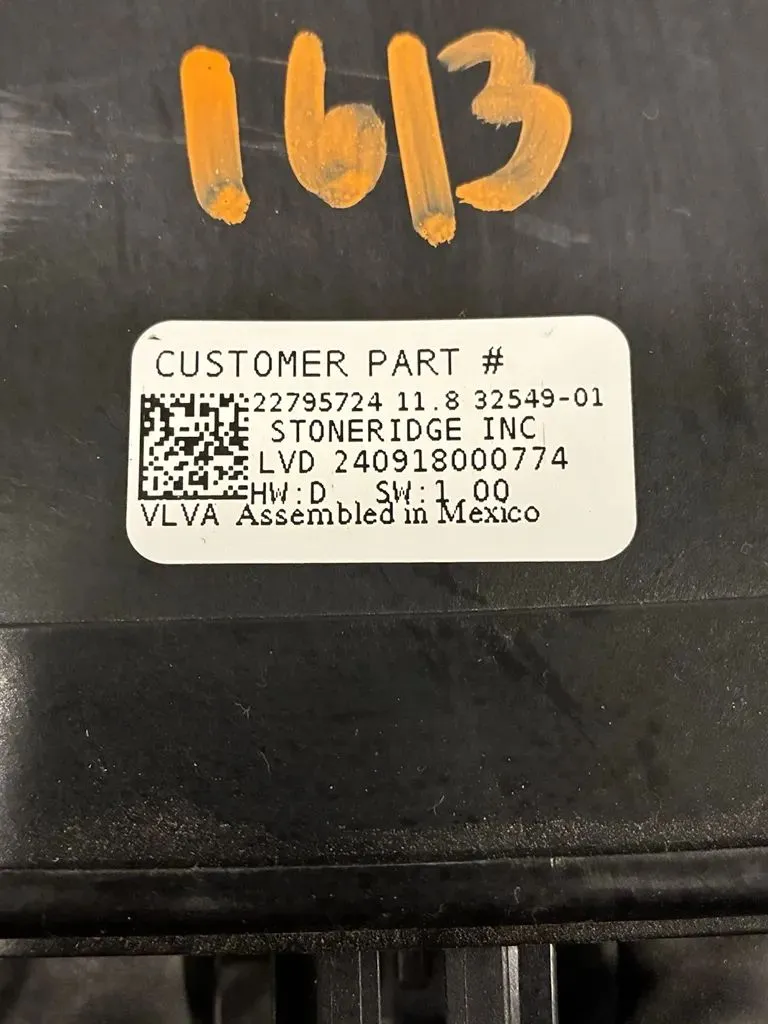 1613
CUSTOMER PART #
22795724 11.8 32549-01
STONERIDGE INC
LVD 240918000774
HW:D SW:1.00
VLVA Assembled in Mexico